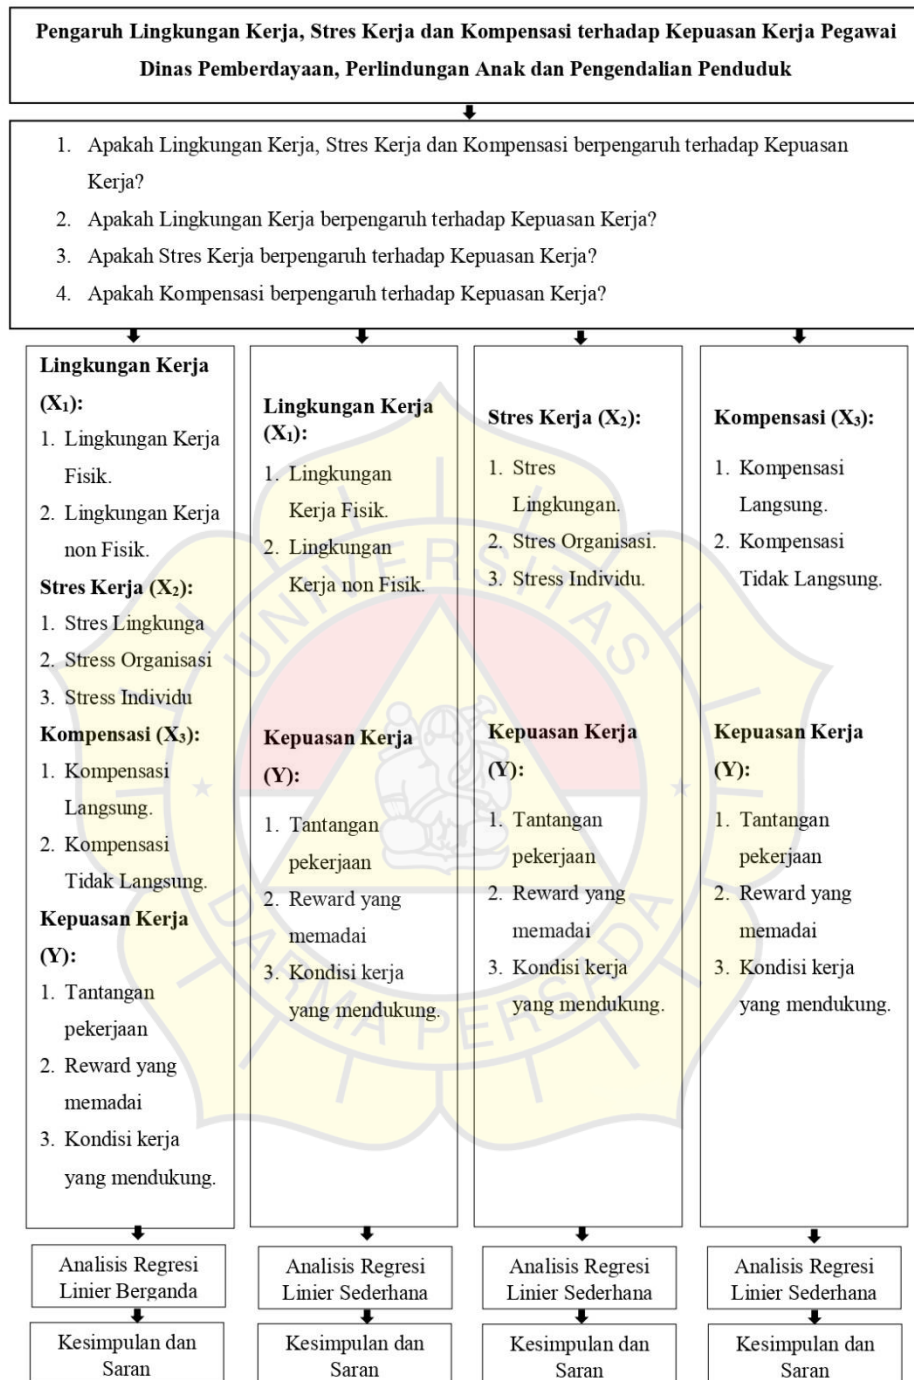 Pengaruh Lingkungan Kerja, Stres Kerja dan Kompensasi terhadap Kepuasan Kerja Pegawai
Dinas Pemberdayaan, Perlindungan Anak dan Pengendalian Penduduk
1. Apakah Lingkungan Kerja, Stres Kerja dan Kompensasi berpengaruh terhadap Kepuasan
Kerja?
2. Apakah Lingkungan Kerja berpengaruh terhadap Kepuasan Kerja?
3. Apakah Stres Kerja berpengaruh terhadap Kepuasan Kerja?
4. Apakah Kompensasi berpengaruh terhadap Kepuasan Kerja?
Lingkungan Kerja
(X₁):
1. Lingkungan Kerja
Fisik.
2. Lingkungan Kerja
non Fisik.
Stres Kerja (X₂):
1. Stres Lingkunga
2. Stress Organisasi
3. Stress Individu
Kompensasi (X₃):
1. Kompensasi
Langsung.
2. Kompensasi
Tidak Langsung.
Kepuasan Kerja
(Y):
1. Tantangan
pekerjaan
2. Reward yang
memadai
3. Kondisi kerja
yang mendukung.
Analisis Regresi
Linier Berganda
Kesimpulan dan
Saran
Lingkungan Kerja
(X₁):
1. Lingkungan
Kerja Fisik.
2. Lingkungan
Kerja non Fisik.
Kepuasan Kerja
(Y):
1. Tantangan
pekerjaan
2. Reward yang
memadai
3. Kondisi kerja
yang mendukung.
Analisis Regresi
Linier Sederhana
Kesimpulan dan
Saran
Stres Kerja (X₂):
1. Stres
Lingkungan.
2. Stres Organisasi.
3. Stress Individu.
Kepuasan Kerja
(Y):
1. Tantangan
pekerjaan
2. Reward yang
memadai
3. Kondisi kerja
yang mendukung.
Analisis Regresi
Linier Sederhana
Kesimpulan dan
Saran
Kompensasi (X₃):
1. Kompensasi
Langsung.
2. Kompensasi
Tidak Langsung.
Kepuasan Kerja
(Y):
1. Tantangan
pekerjaan
2. Reward yang
memadai
3. Kondisi kerja
yang mendukung.
Analisis Regresi
Linier Sederhana
Kesimpulan dan
Saran
UNIVERSITAS
DARMA PERSADA